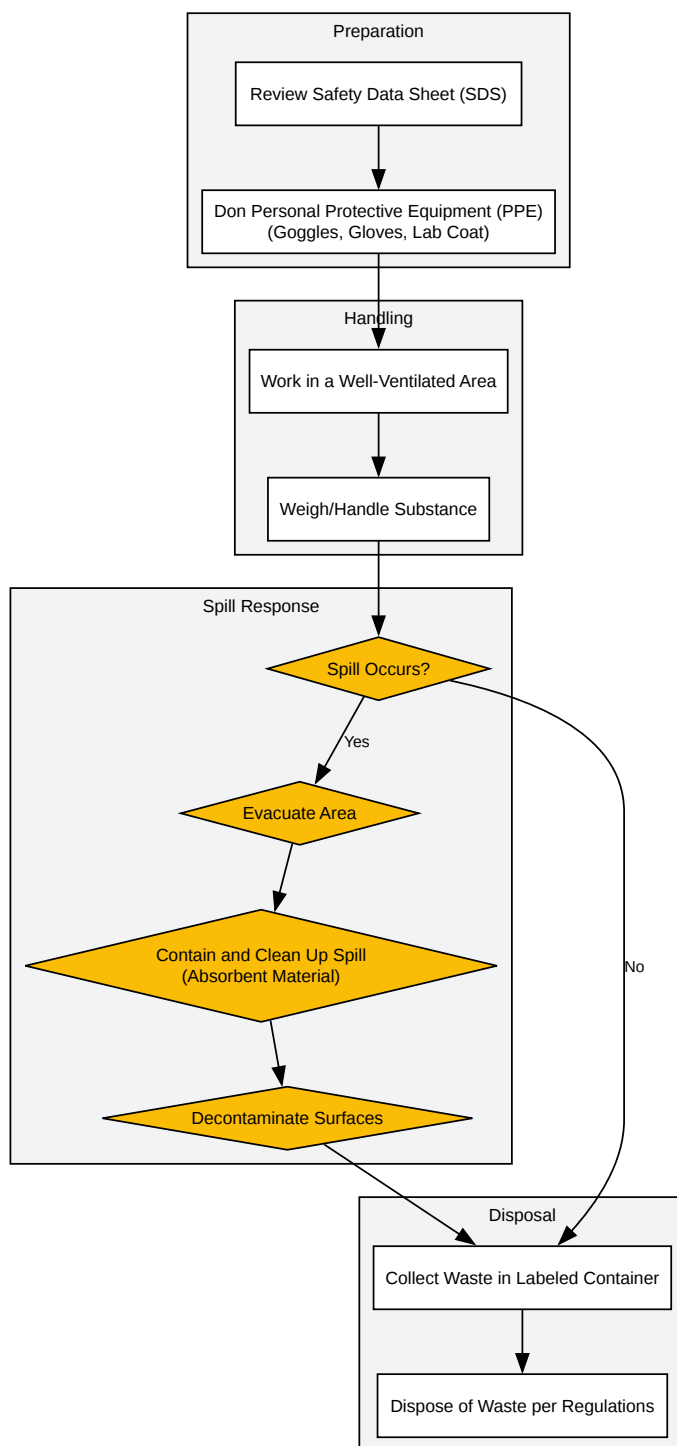 Preparation
Review Safety Data Sheet (SDS)
Don Personal Protective Equipment (PPE)
(Goggles, Gloves, Lab Coat)
Handling
Work in a Well-Ventilated Area
Weigh/Handle Substance
Spill Response
Spill Occurs?
Yes
Evacuate Area
Contain and Clean Up Spill
(Absorbent Material)
No
Decontaminate Surfaces
Disposal
Collect Waste in Labeled Container
Dispose of Waste per Regulations